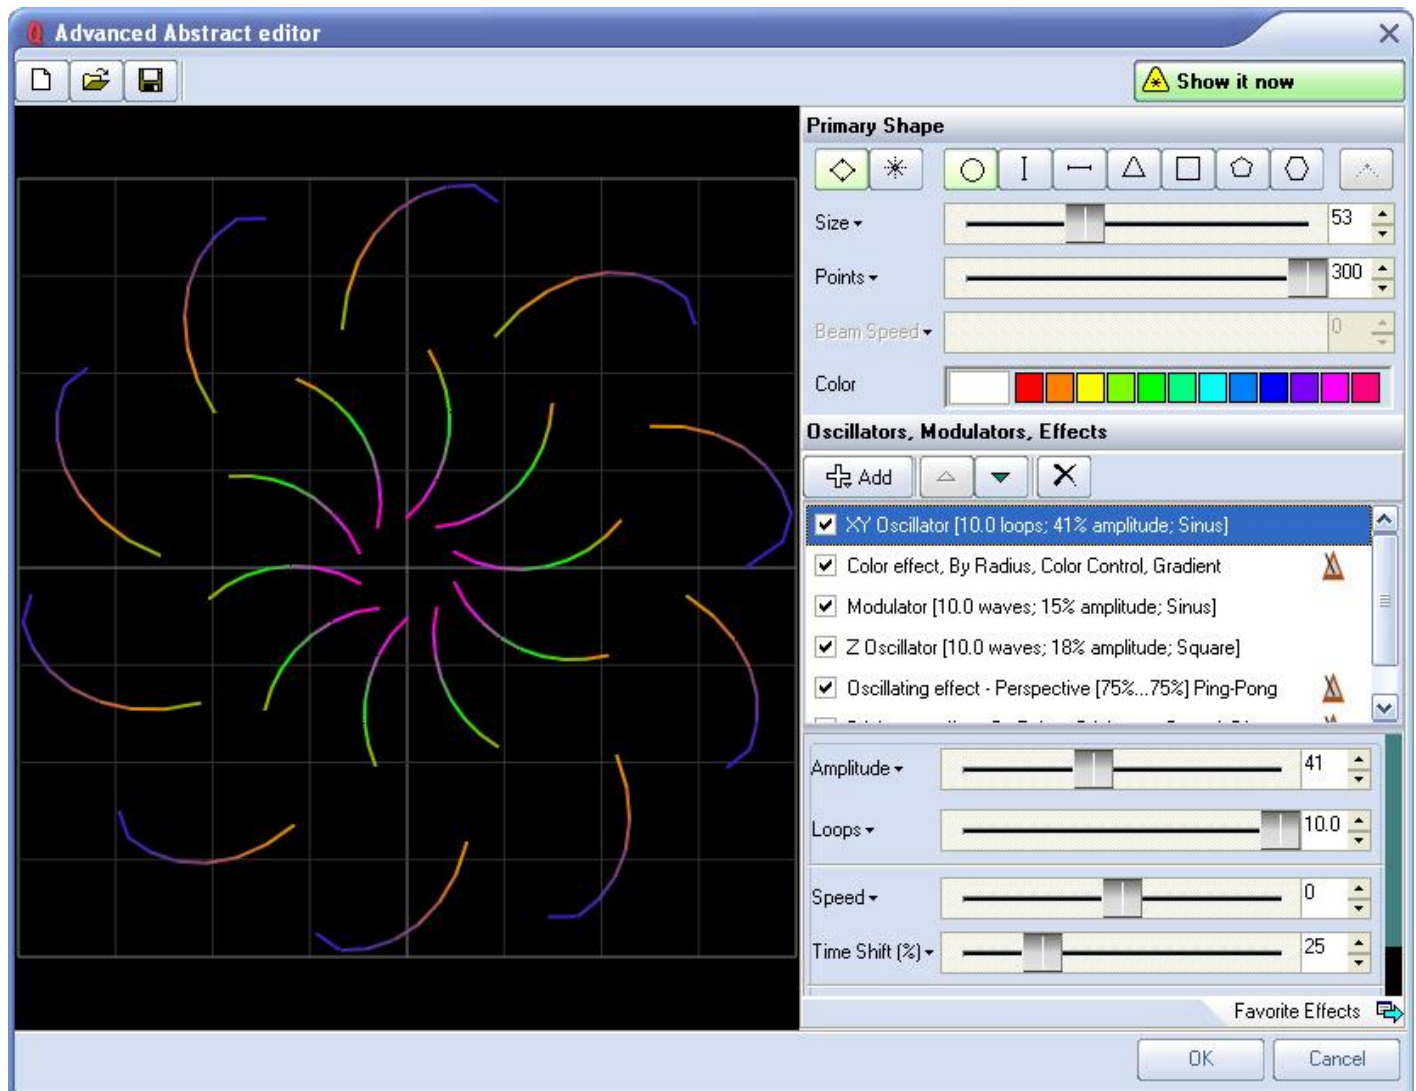 Advanced Abstract editor
Show it now
Primary Shape
Size
53
Points
300
Beam Speed
0
Color
Oscillators, Modulators, Effects
Add
XY Oscillator [10.0 loops; 41% amplitude; Sinus]
Color effect, By Radius, Color Control, Gradient
Modulator [10.0 waves; 15% amplitude; Sinus]
Z Oscillator [10.0 waves; 18% amplitude; Square]
Oscillating effect - Perspective [75%...75%] Ping-Pong
Amplitude
41
Loops
10.0
Speed
0
Time Shift (%)
25
Favorite Effects
OK
Cancel